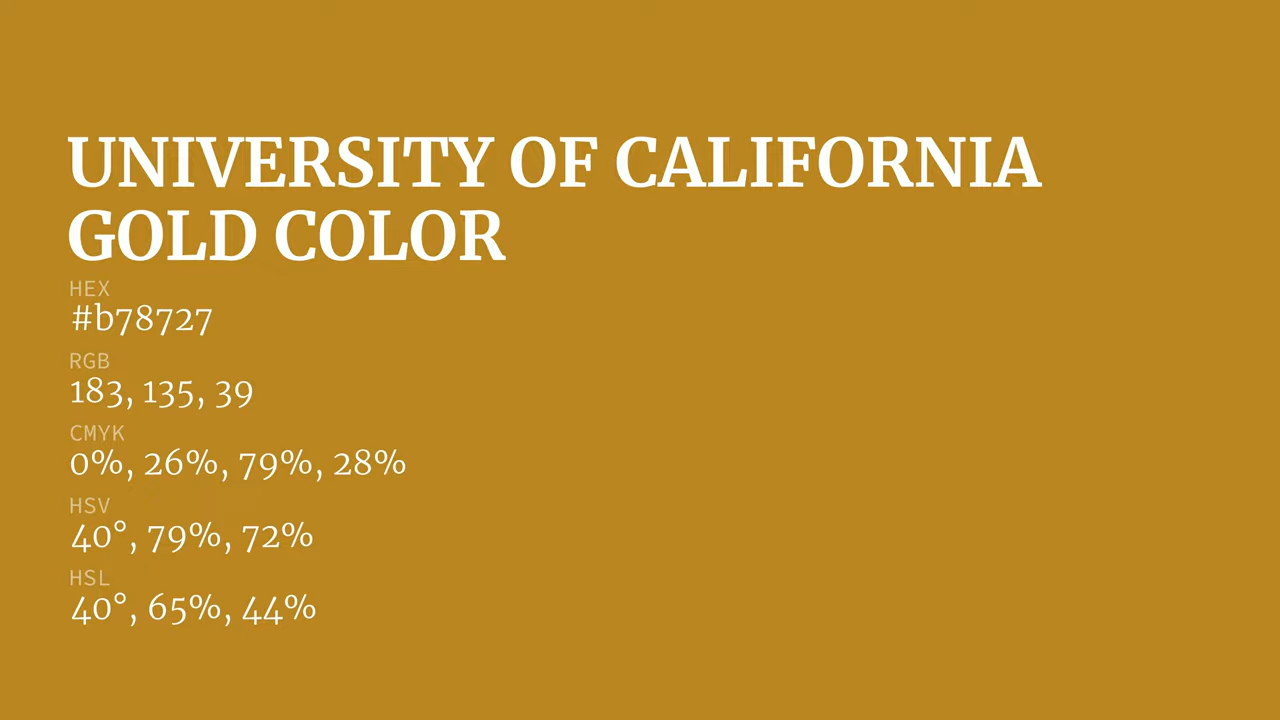 UNIVERSITY OF CALIFORNIA
GOLD COLOR
HEX
#b78727
RGB
183, 135, 39
CMYK
0%, 26%, 79%, 28%
HSV
40°, 79%, 72%
HSL
40°, 65%, 44%